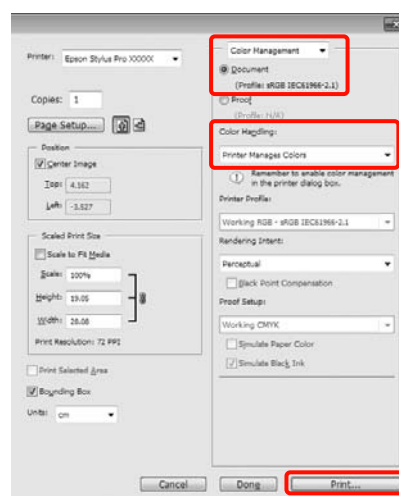 Printer: Epson Stylus Pro XXXXX
Copies: 1
Page Setup...
Position
Center Image
Top: 4.162
Left: -3.527
Scaled Print Size
Scale to Fit Media
Scale: 100%
Height: 19.05
Width: 28.08
Print Resolution: 72 PPI
Print Selected Area
Bounding Box
Units: cm
Color Management
Document
(Profile: sRGB IEC61966-2.1)
Proof
(Profile: N/A)
Color Handling:
Printer Manages Colors
Remember to enable color management
in the printer dialog box.
Printer Profile:
Working RGB - sRGB IEC61966-2.1
Rendering Intent:
Perceptual
Black Point Compensation
Proof Setup:
Working CMYK
Simulate Paper Color
Simulate Black Ink
Cancel
Done
Print...